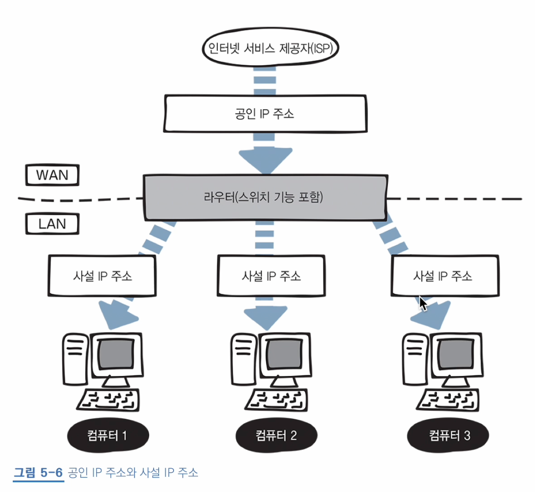 인터넷 서비스 제공자(ISP)
공인 IP 주소
WAN
라우터(스위치 기능 포함)
LAN
사설 IP 주소
사설 IP 주소
사설 IP 주소
컴퓨터 1
컴퓨터 2
컴퓨터 3
그림 5-6 공인 IP 주소와 사설 IP 주소